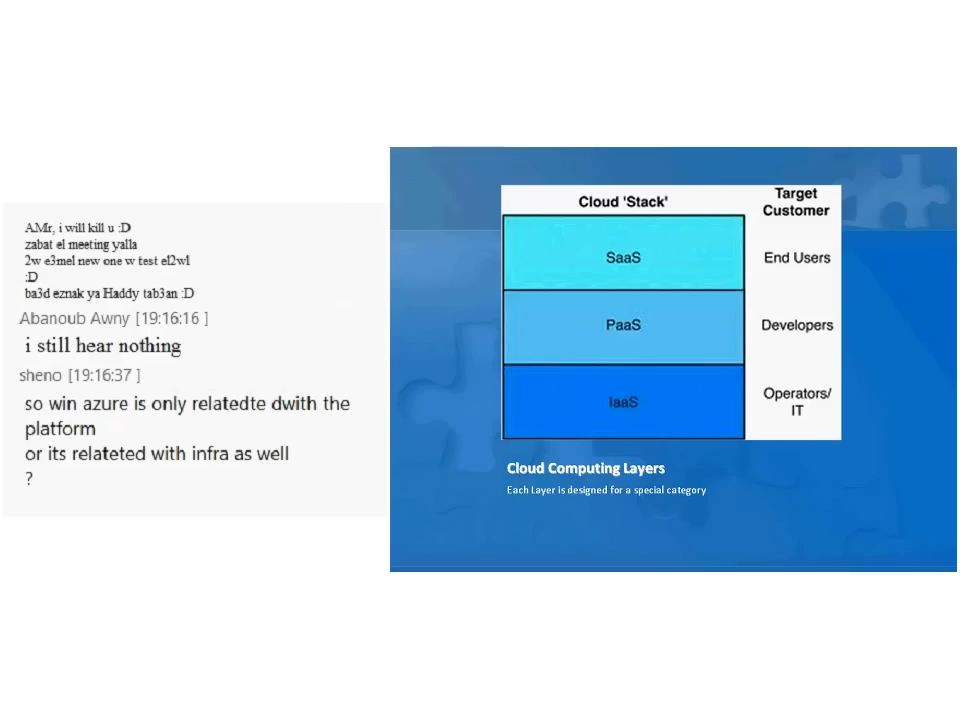 AMr, i will kill u :D
zabat el meeting yalla
2w e3mel new one w test el2wl
:D
ba3d eznak ya Haddy tab3an :D
Abanoub Awny [19:16:16 ]
i still hear nothing
sheno [19:16:37 ]
so win azure is only relatedte dwith the
platform
or its relateted with infra as well
?
Cloud 'Stack'
Target
Customer
SaaS
End Users
PaaS
Developers
IaaS
Operators/
IT
Cloud Computing Layers
Each Layer is designed for a special category